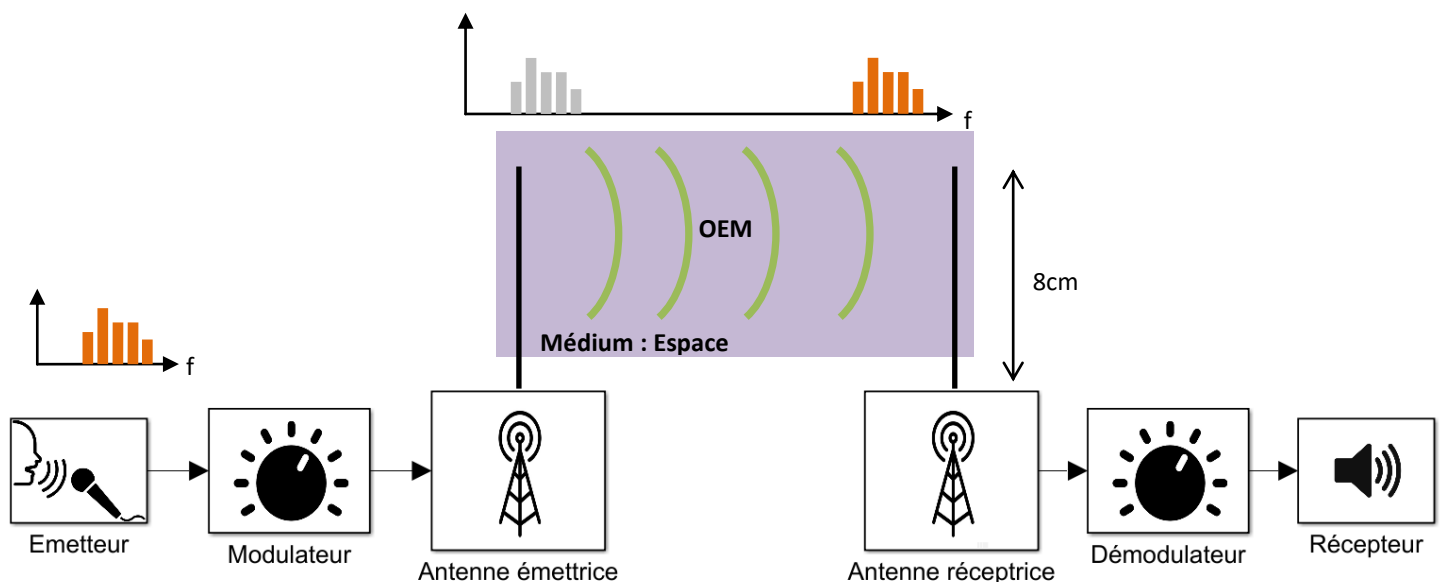 f
OEM
8cm
Médium : Espace
f
Emetteur
Modulateur
Antenne émettrice
Antenne réceptrice
Démodulateur
Récepteur